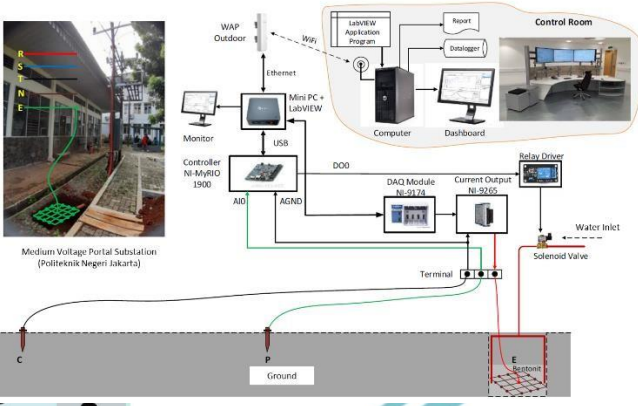 WAP
Outdoor
LabVIEW
Application
Program
Report
Control Room
WiFi
Datalogger
R
S
T
N
E
Ethernet
Mini PC +
LabVIEW
Computer
Dashboard
Monitor
USB
Controller
NI-MyRIO
1900
DO0
Relay Driver
DAQ Module
NI-9174
Current Output
NI-9265
AI0
AGND
Water Inlet
Solenoid Valve
Medium Voltage Portal Substation
(Politeknik Negeri Jakarta)
Terminal
C
P
E
Bentonit
Ground